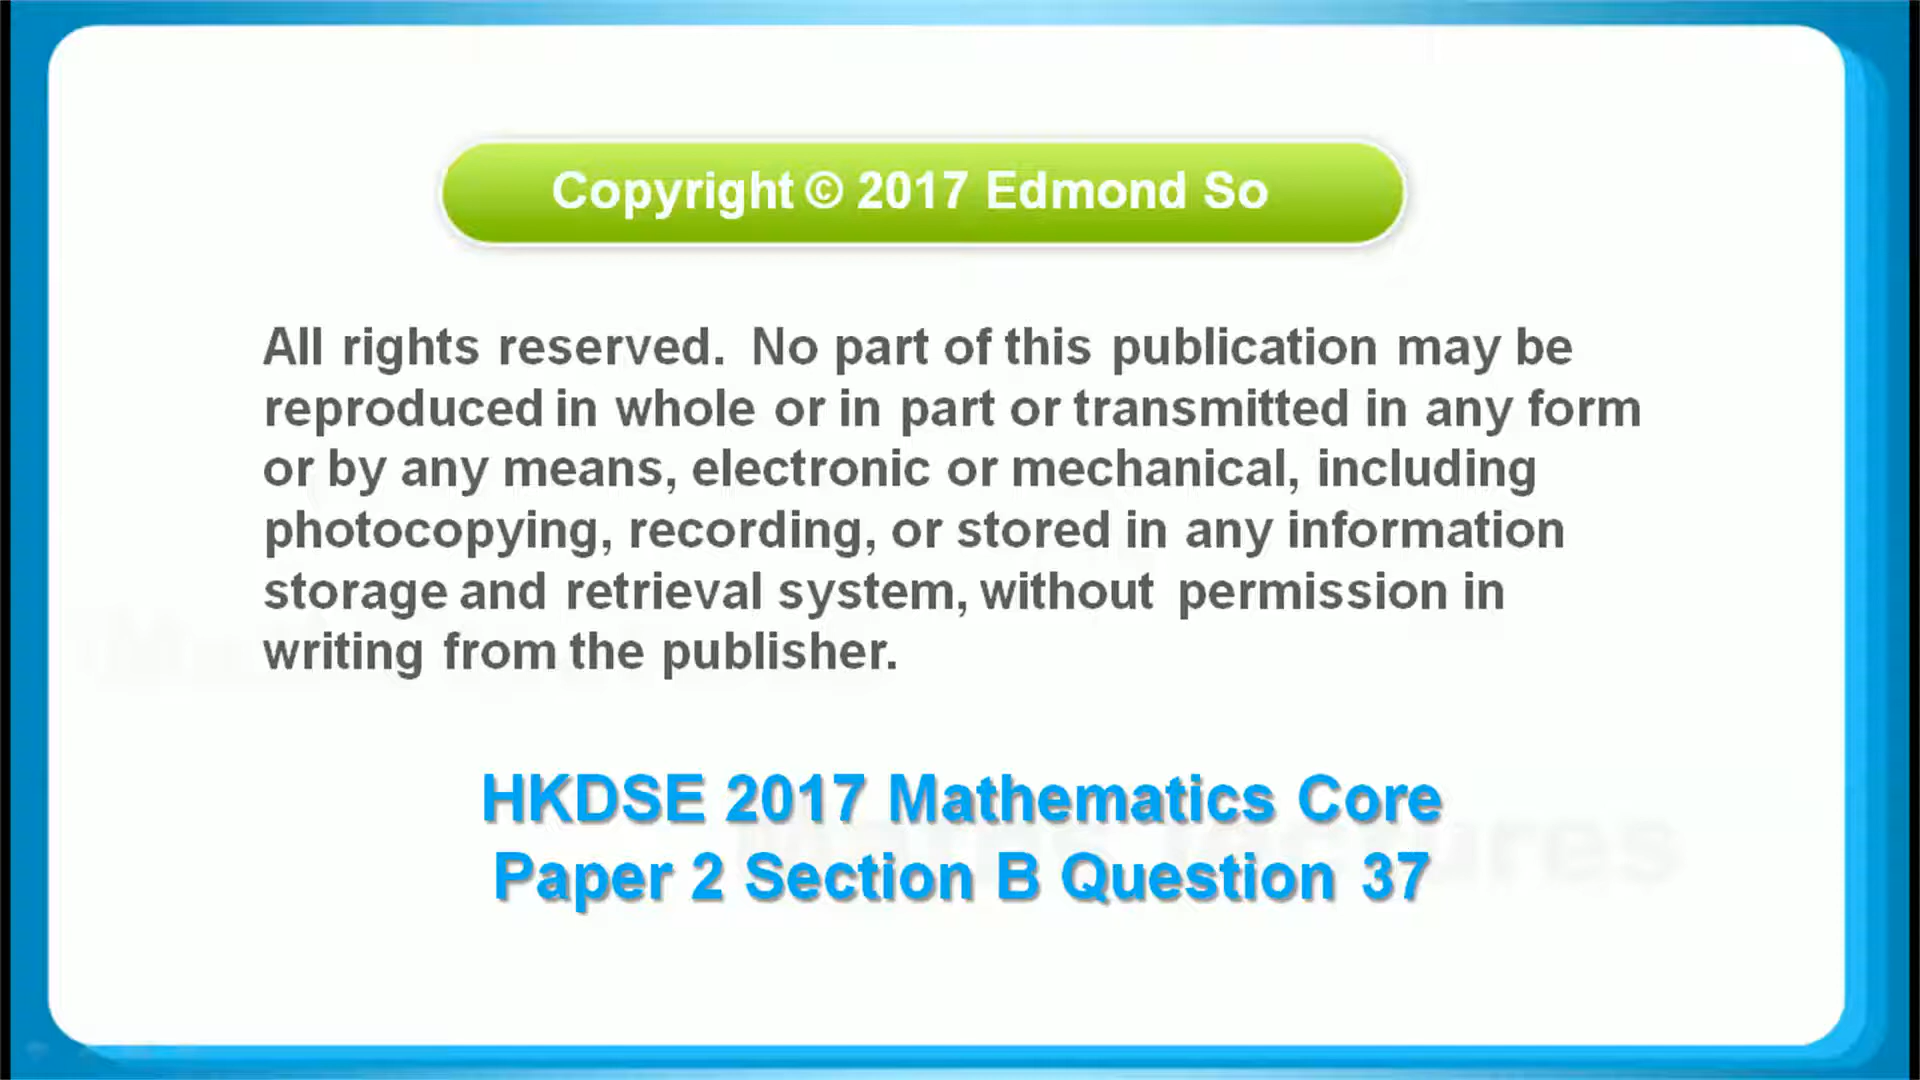 Copyright © 2017 Edmond So
All rights reserved. No part of this publication may be
reproduced in whole or in part or transmitted in any form
or by any means, electronic or mechanical, including
photocopying, recording, or stored in any information
storage and retrieval system, without permission in
writing from the publisher.
HKDSE 2017 Mathematics Core
Paper 2 Section B Question 37